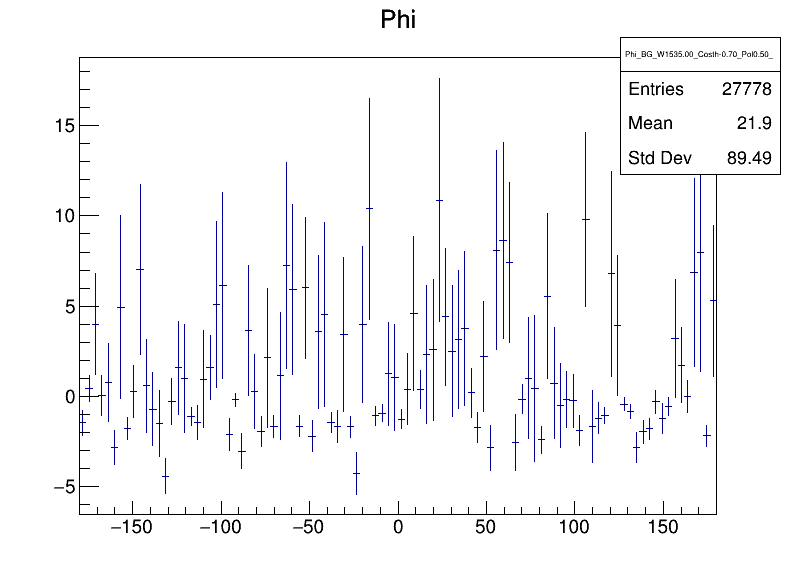 Phi
Phi_BG_W1535.00_Costh-0.70_Pol0.50_
Entries 27778
Mean 21.9
Std Dev 89.49
15
10
5
0
−5
−150 −100 −50 0 50 100 150